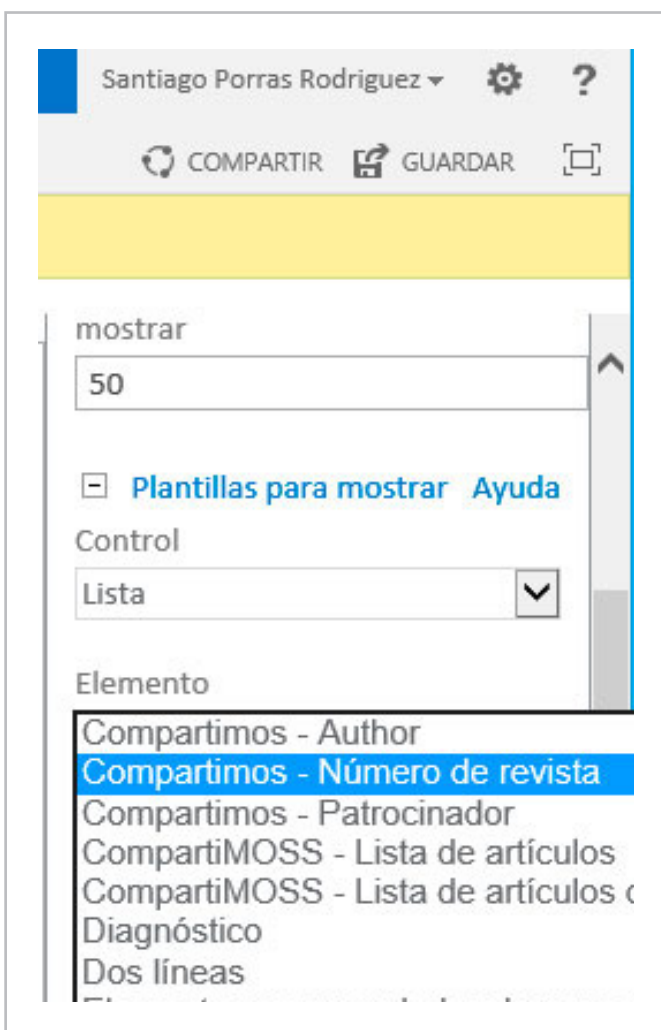 Santiago Porras Rodriguez ?
COMPARTIR GUARDAR
mostrar
50
Plantillas para mostrar Ayuda
Control
Lista
Elemento
Compartimos - Author
Compartimos - Número de revista
Compartimos - Patrocinador
CompartiMOSS - Lista de artículos
CompartiMOSS - Lista de artículos
Diagnóstico
Dos líneas